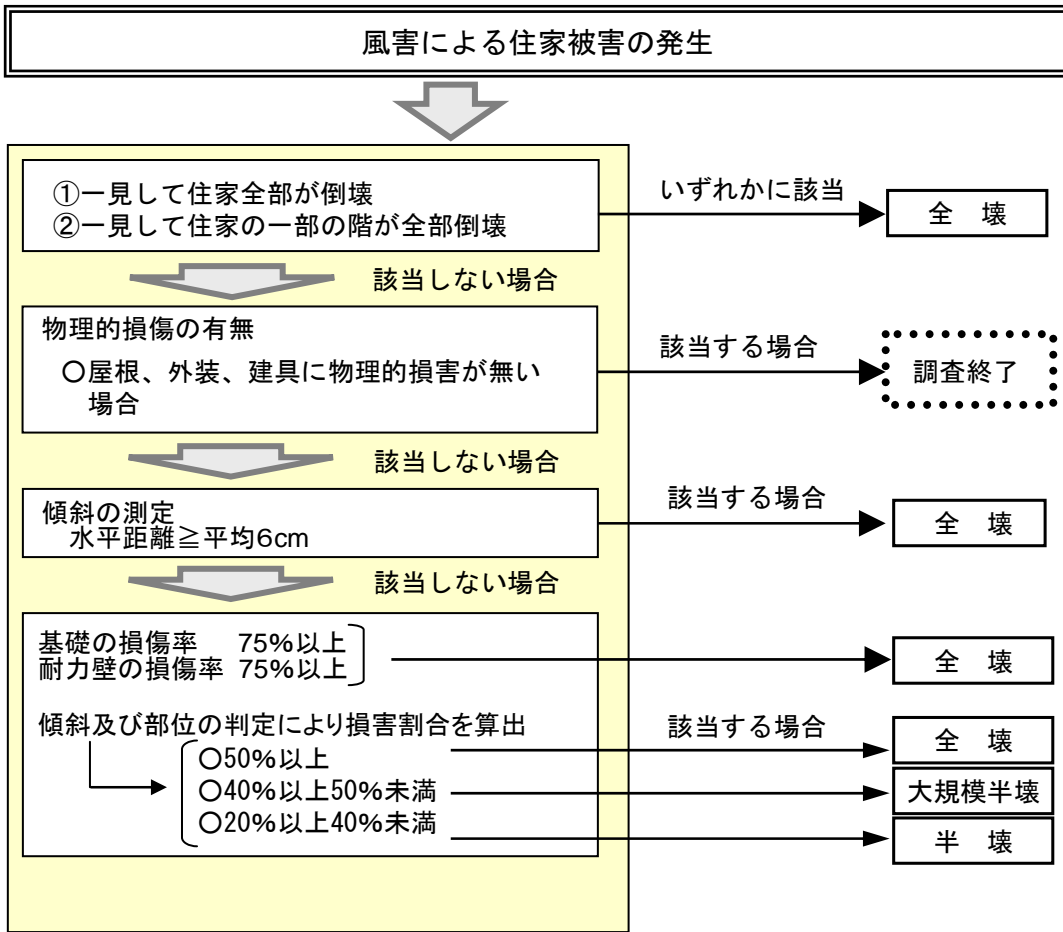 風害による住家被害の発生
①一見して住家全部が倒壊
②一見して住家の一部の階が全部倒壊
いずれかに該当
全 壊
該当しない場合
物理的損傷の有無
〇屋根、外装、建具に物理的損害が無い
場合
該当する場合
調査終了
該当しない場合
傾斜の測定
水平距離≧平均6cm
該当する場合
全 壊
該当しない場合
基礎の損傷率 75%以上
耐力壁の損傷率 75%以上
全 壊
傾斜及び部位の判定により損害割合を算出
該当する場合
〇50%以上
全 壊
〇40%以上50%未満
大規模半壊
〇20%以上40%未満
半 壊